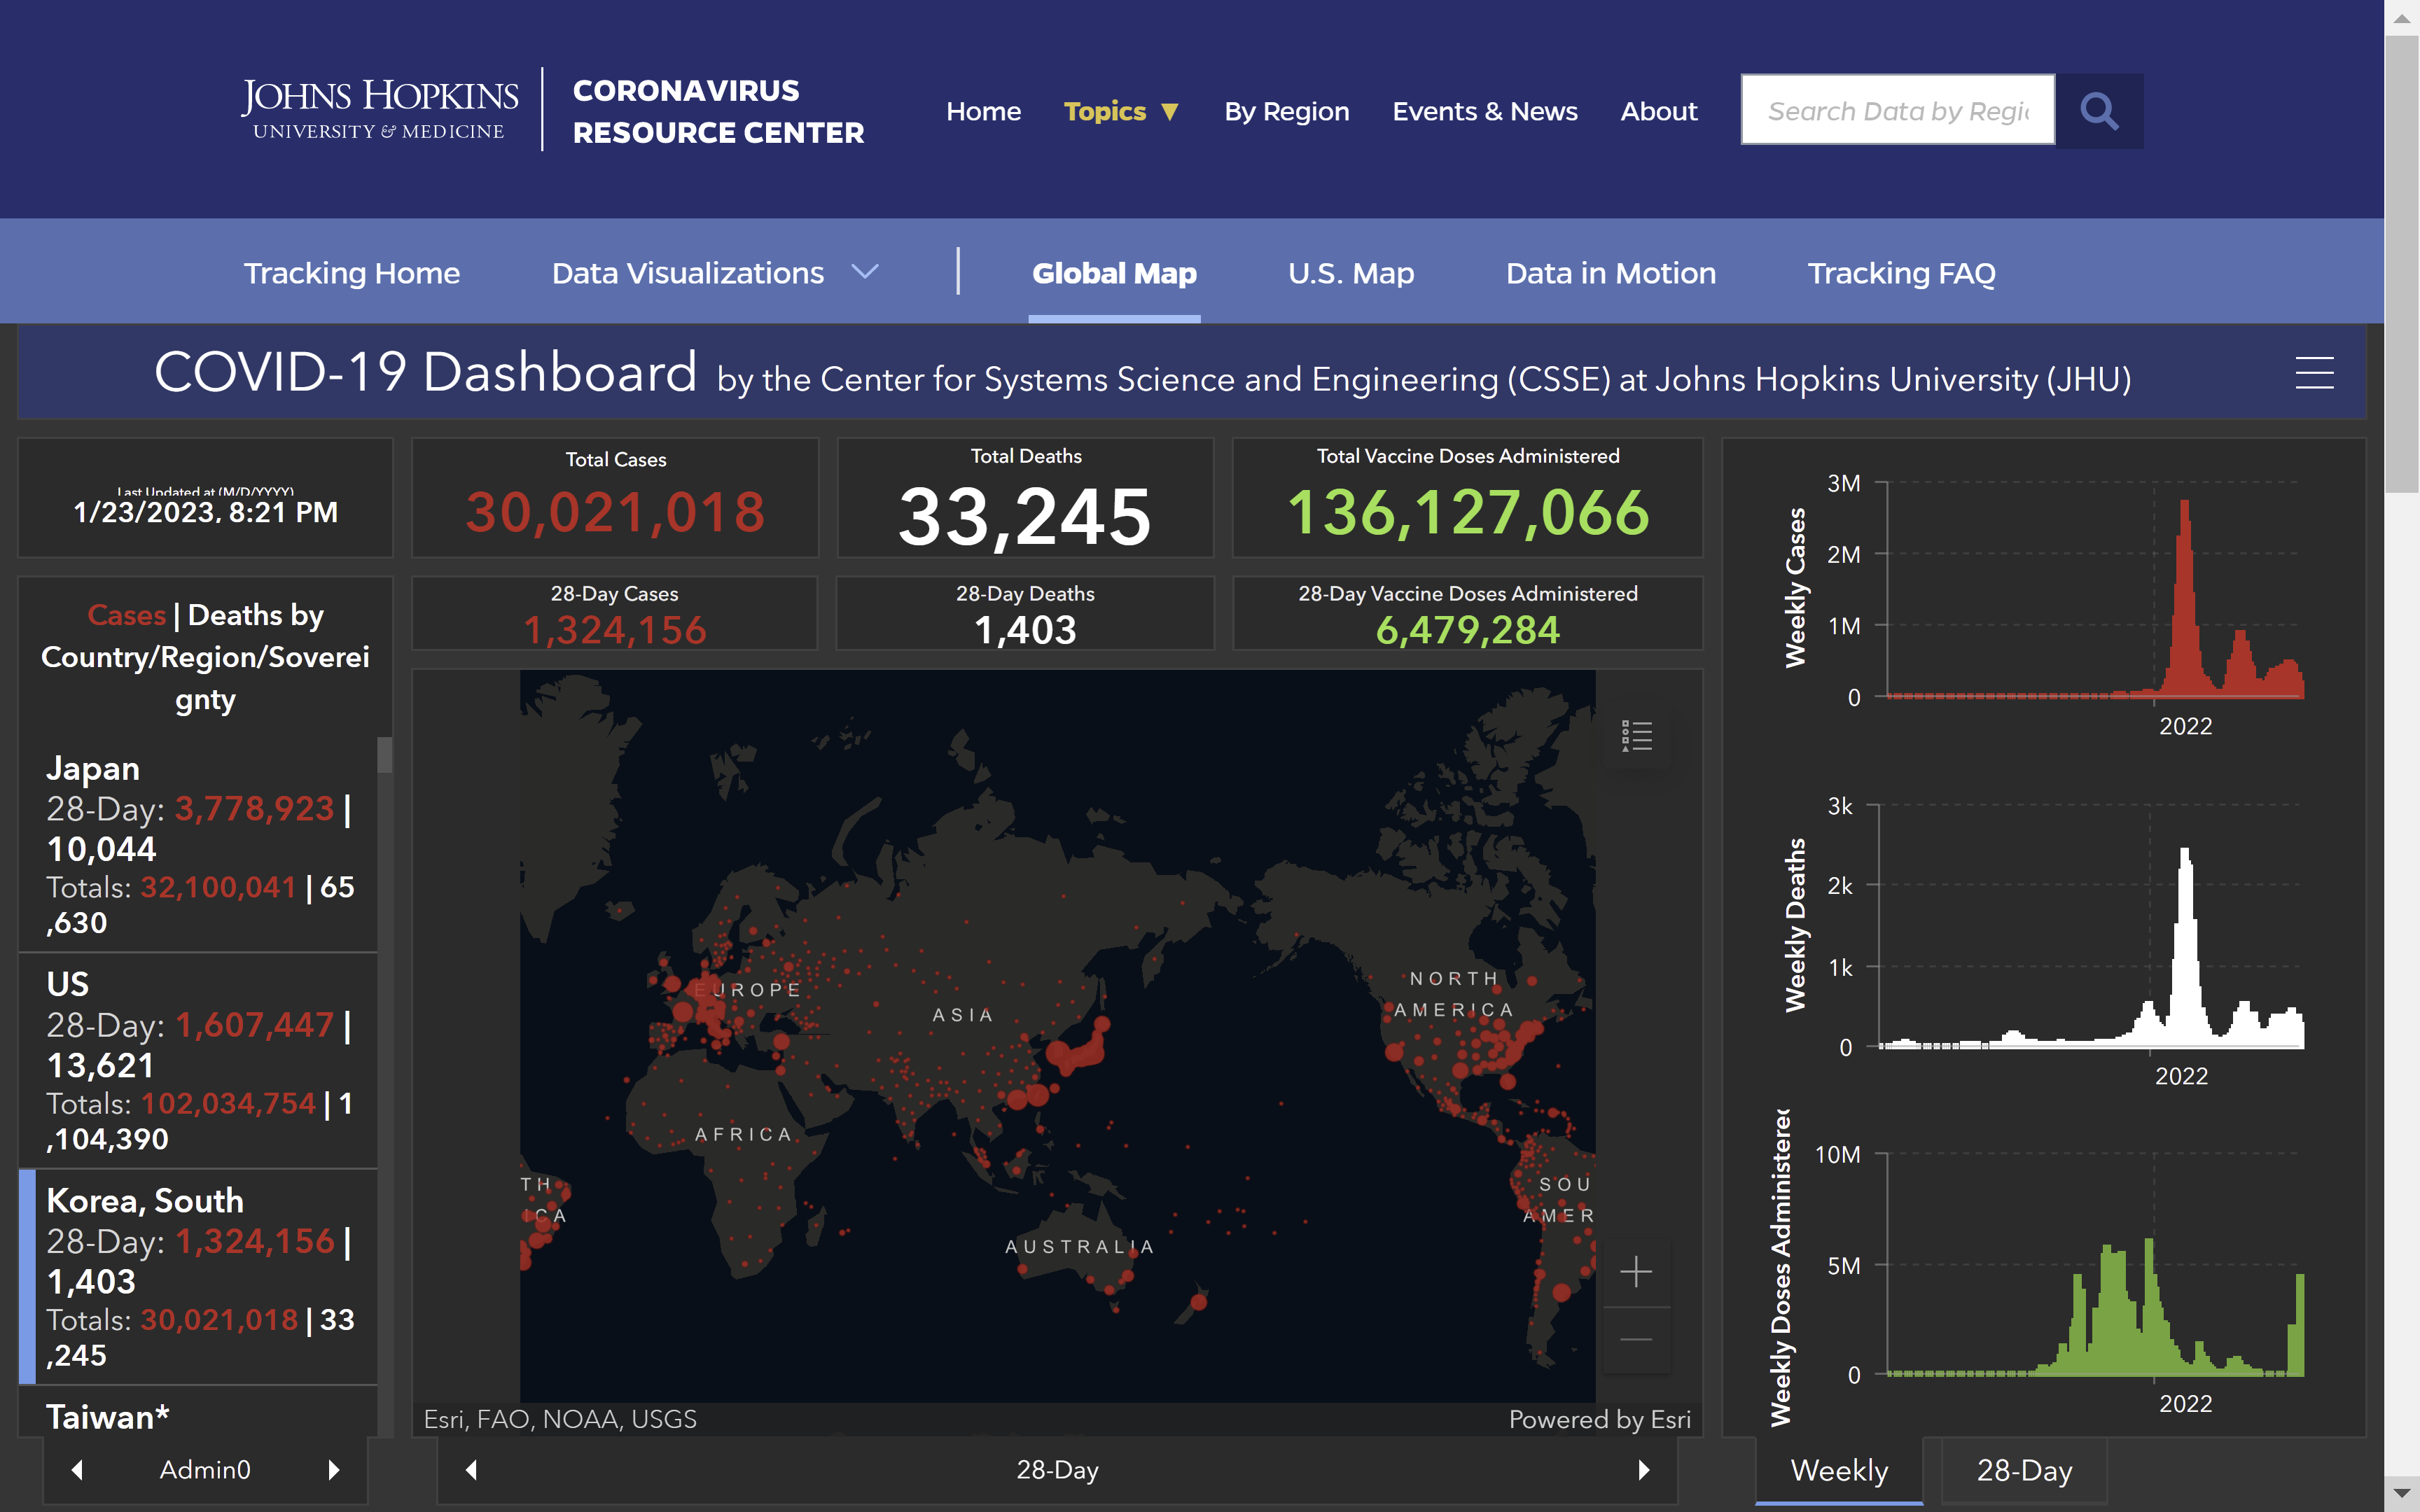 JOHNS HOPKINS
UNIVERSITY & MEDICINE
CORONAVIRUS
RESOURCE CENTER
Home
Topics ▼
By Region
Events & News
About
Search Data by Regi
Tracking Home
Data Visualizations
Global Map
U.S. Map
Data in Motion
Tracking FAQ
COVID-19 Dashboard by the Center for Systems Science and Engineering (CSSE) at Johns Hopkins University (JHU)
Last Updated at (M/D/YYYY)
1/23/2023, 8:21 PM
Total Cases
30,021,018
Total Deaths
33,245
Total Vaccine Doses Administered
136,127,066
28-Day Cases
1,324,156
28-Day Deaths
1,403
28-Day Vaccine Doses Administered
6,479,284
Cases | Deaths by
Country/Region/Soverei
gnty
Japan
28-Day: 3,778,923 |
10,044
Totals: 32,100,041 | 65
,630
US
28-Day: 1,607,447 |
13,621
Totals: 102,034,754 | 1
,104,390
Korea, South
28-Day: 1,324,156 |
1,403
Totals: 30,021,018 | 33
,245
Taiwan*
Admin0
EUROPE
ASIA
AFRICA
AUSTRALIA
NORTH
AMERICA
SOU
AMER
TH
ICA
Esri, FAO, NOAA, USGS
Powered by Esri
28-Day
Weekly Cases
3M
2M
1M
0
2022
Weekly Deaths
3k
2k
1k
0
2022
Weekly Doses Administered
10M
5M
0
2022
Weekly
28-Day